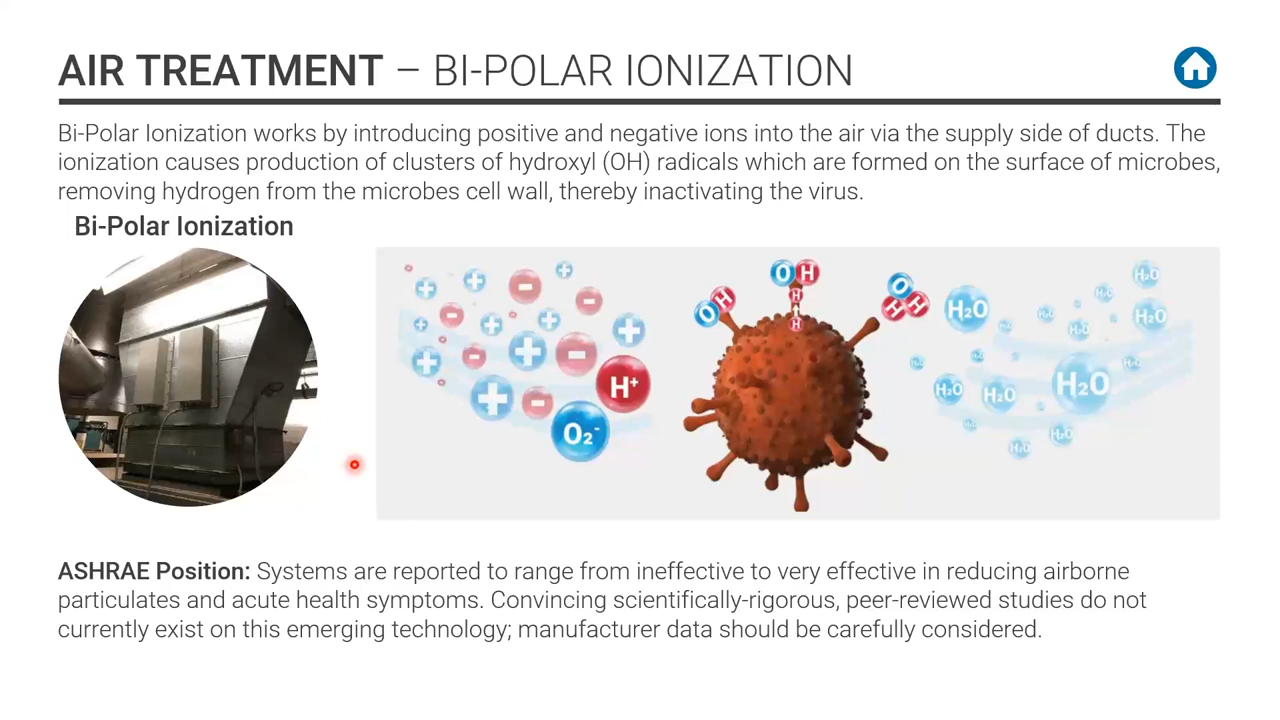 AIR TREATMENT – BI-POLAR IONIZATION
Bi-Polar Ionization works by introducing positive and negative ions into the air via the supply side of ducts. The
ionization causes production of clusters of hydroxyl (OH) radicals which are formed on the surface of microbes,
removing hydrogen from the microbes cell wall, thereby inactivating the virus.
Bi-Polar Ionization
H+
O2-
O H
O H
H
H
O
H H
H2O
H2O
H2O
H2O
H2O
H2O
H2O
H2O
H2O
H2O
H2O
ASHRAE Position: Systems are reported to range from ineffective to very effective in reducing airborne
particulates and acute health symptoms. Convincing scientifically-rigorous, peer-reviewed studies do not
currently exist on this emerging technology; manufacturer data should be carefully considered.